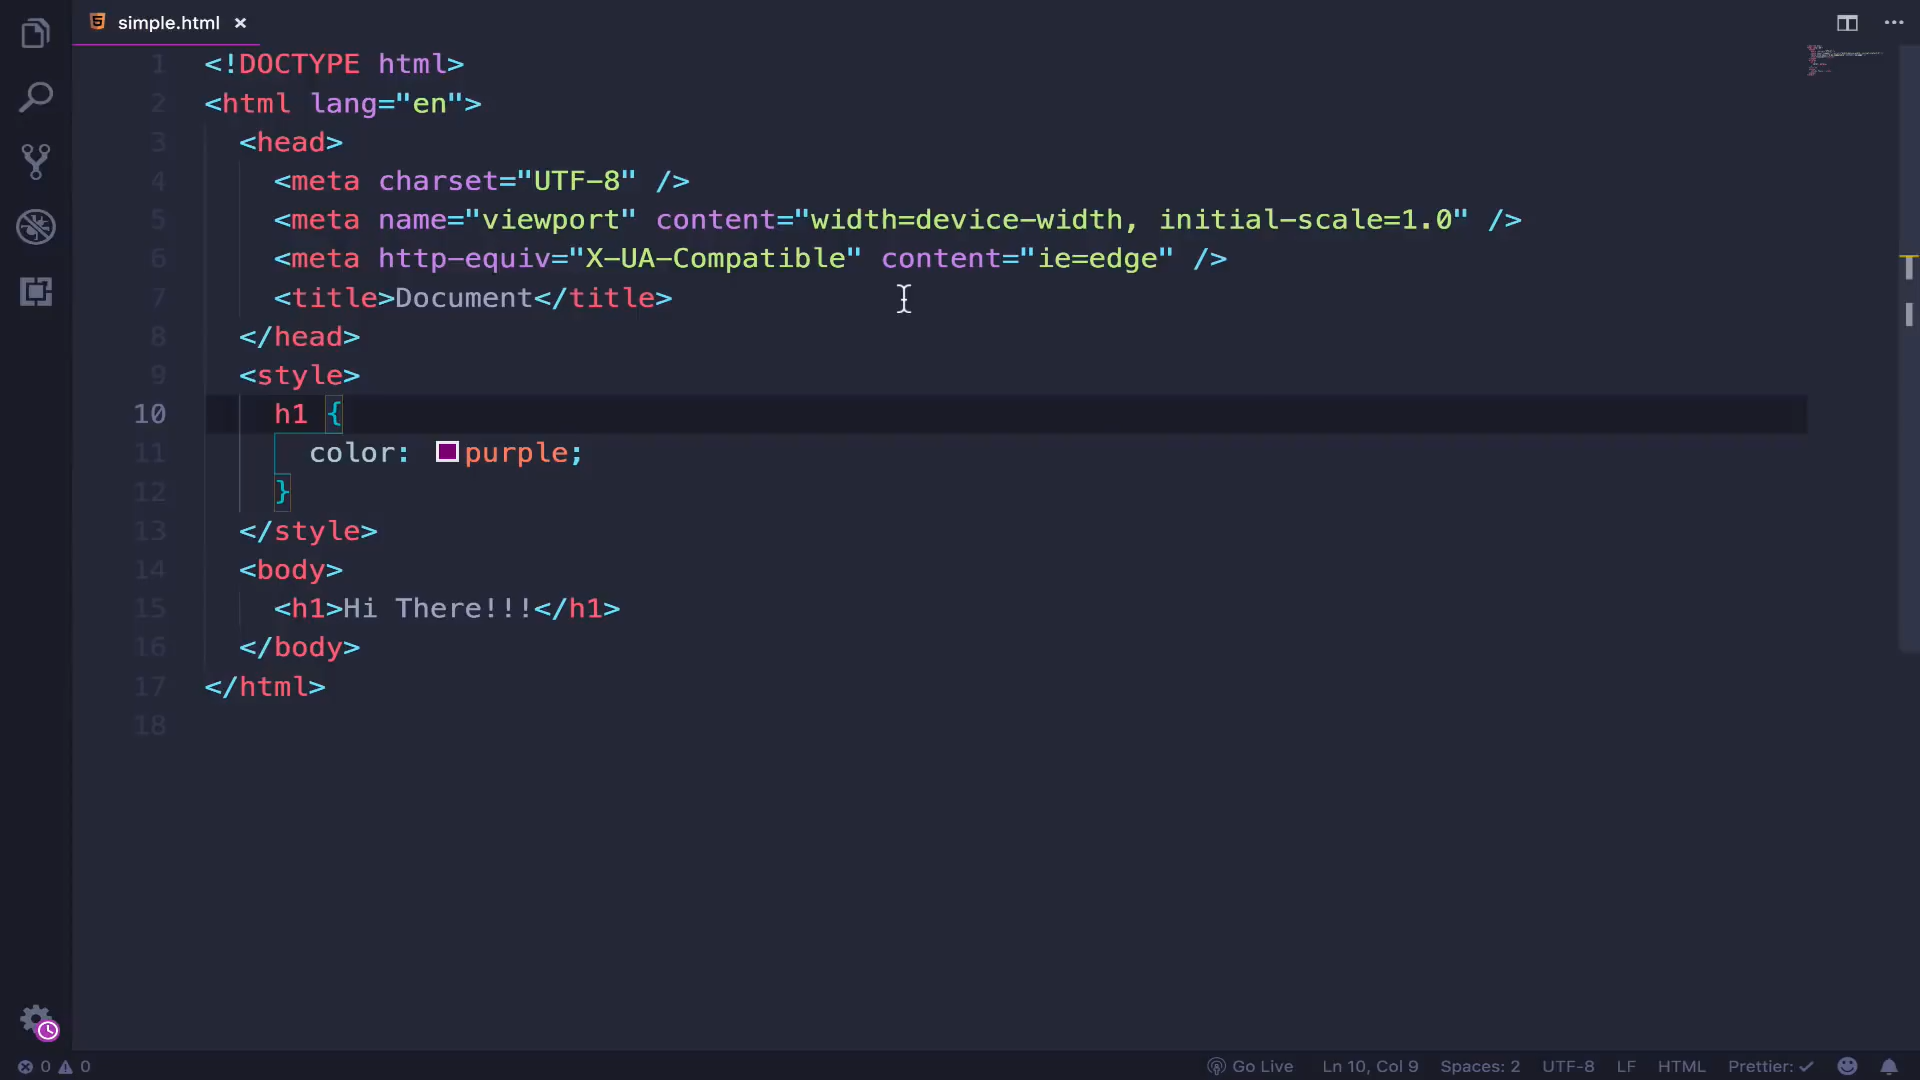 simple.html
1 <!DOCTYPE html>
2 <html lang="en">
3   <head>
4     <meta charset="UTF-8" />
5     <meta name="viewport" content="width=device-width, initial-scale=1.0" />
6     <meta http-equiv="X-UA-Compatible" content="ie=edge" />
7     <title>Document</title>
8   </head>
9   <style>
10     h1 {
11       color: purple;
12     }
13   </style>
14   <body>
15     <h1>Hi There!!!</h1>
16   </body>
17 </html>
18
0 0 Go Live Ln 10, Col 9 Spaces: 2 UTF-8 LF HTML Prettier: ✓